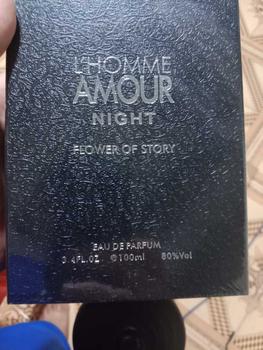 L'HOMME
AMOUR
NIGHT
FLOWER OF STORY
EAU DE PARFUM
3.4FL.OZ ℮100ml 80%Vol